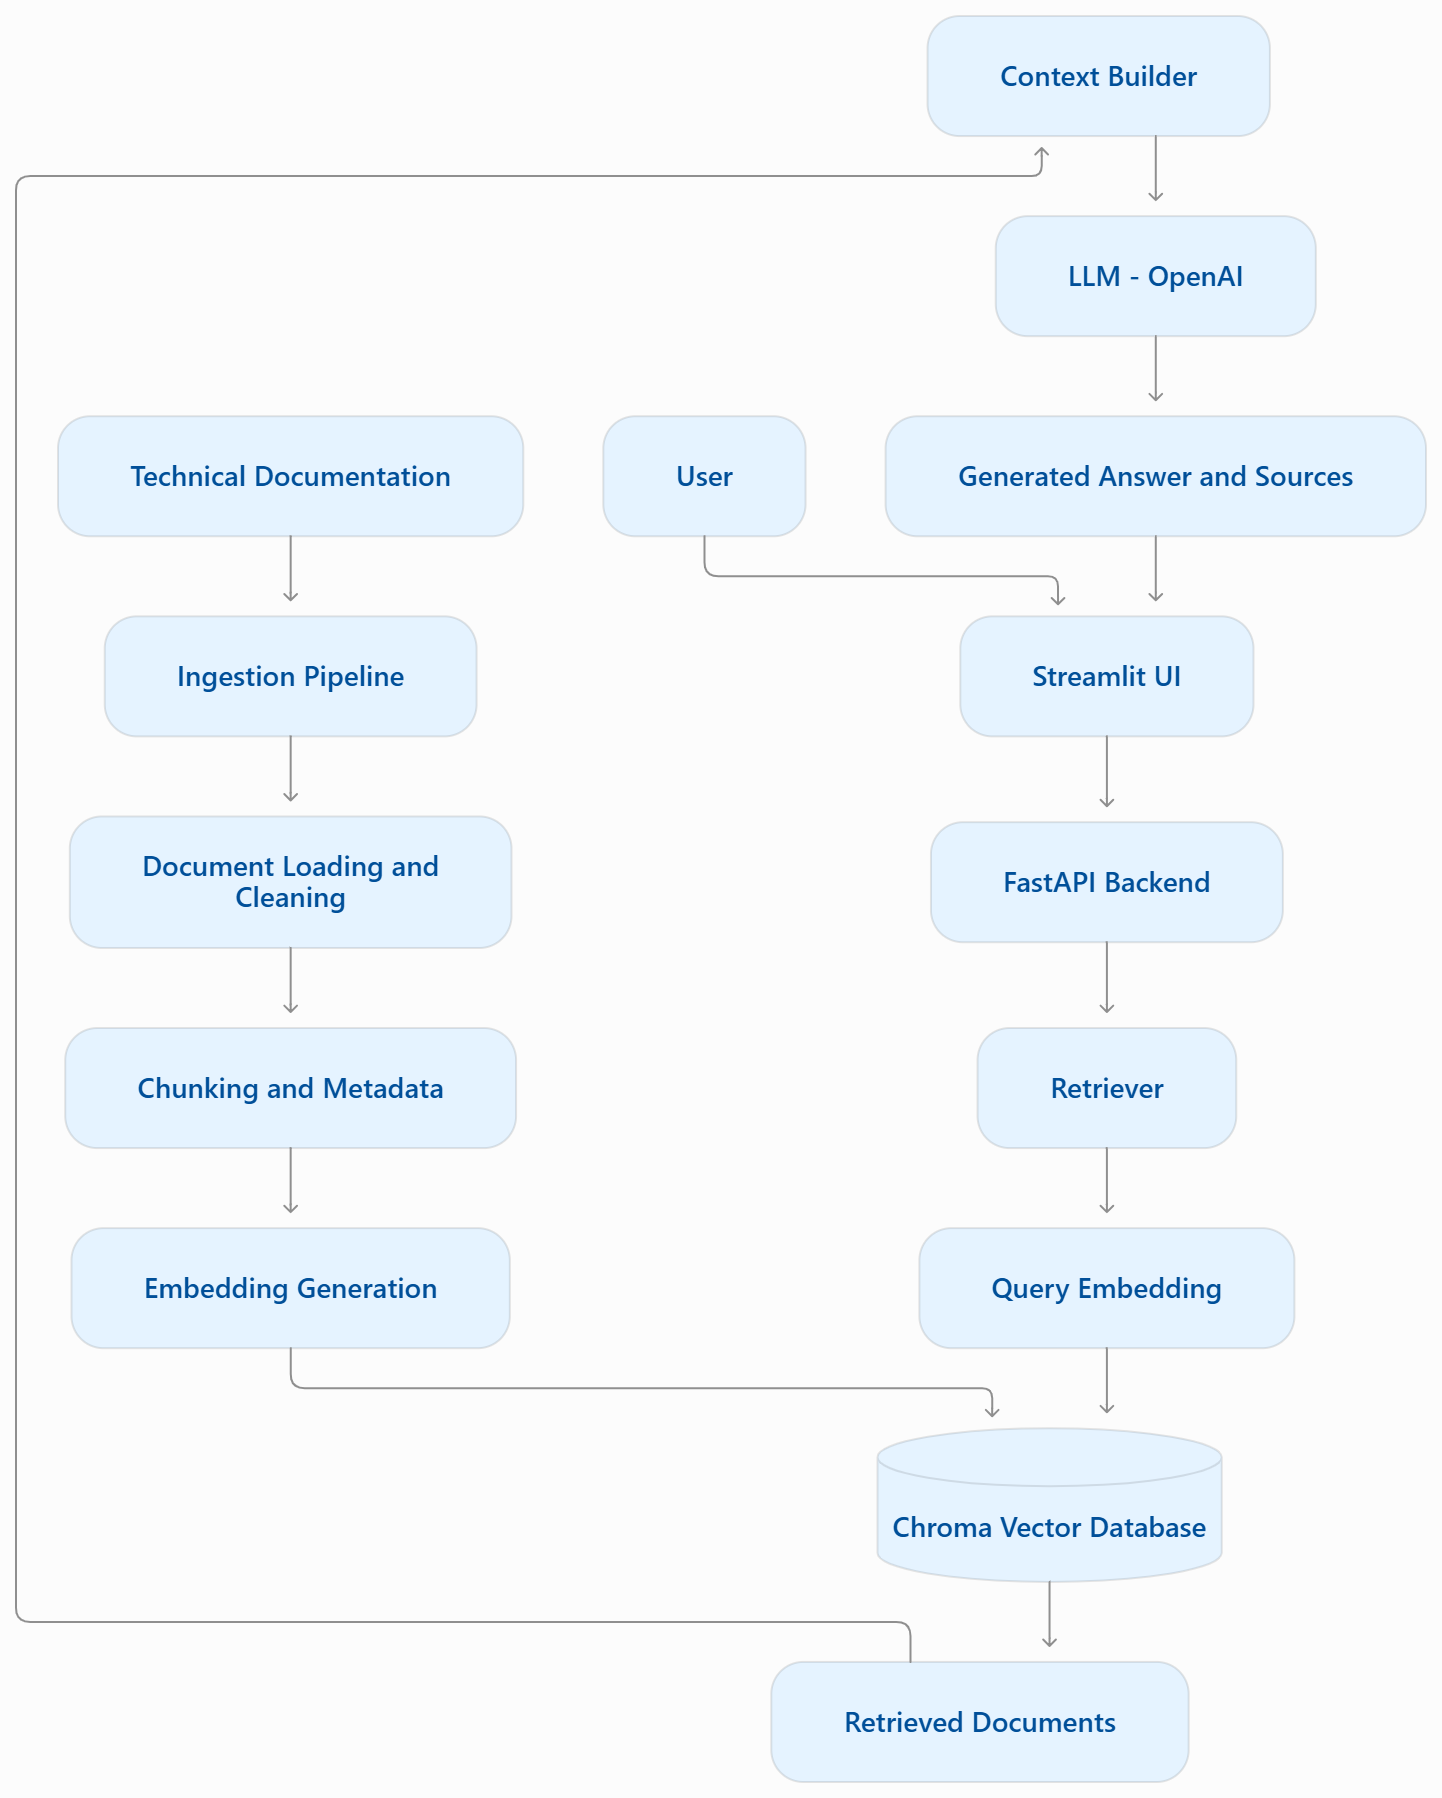 Context Builder
LLM - OpenAI
Technical Documentation
User
Generated Answer and Sources
Ingestion Pipeline
Streamlit UI
Document Loading and
Cleaning
FastAPI Backend
Chunking and Metadata
Retriever
Embedding Generation
Query Embedding
Chroma Vector Database
Retrieved Documents